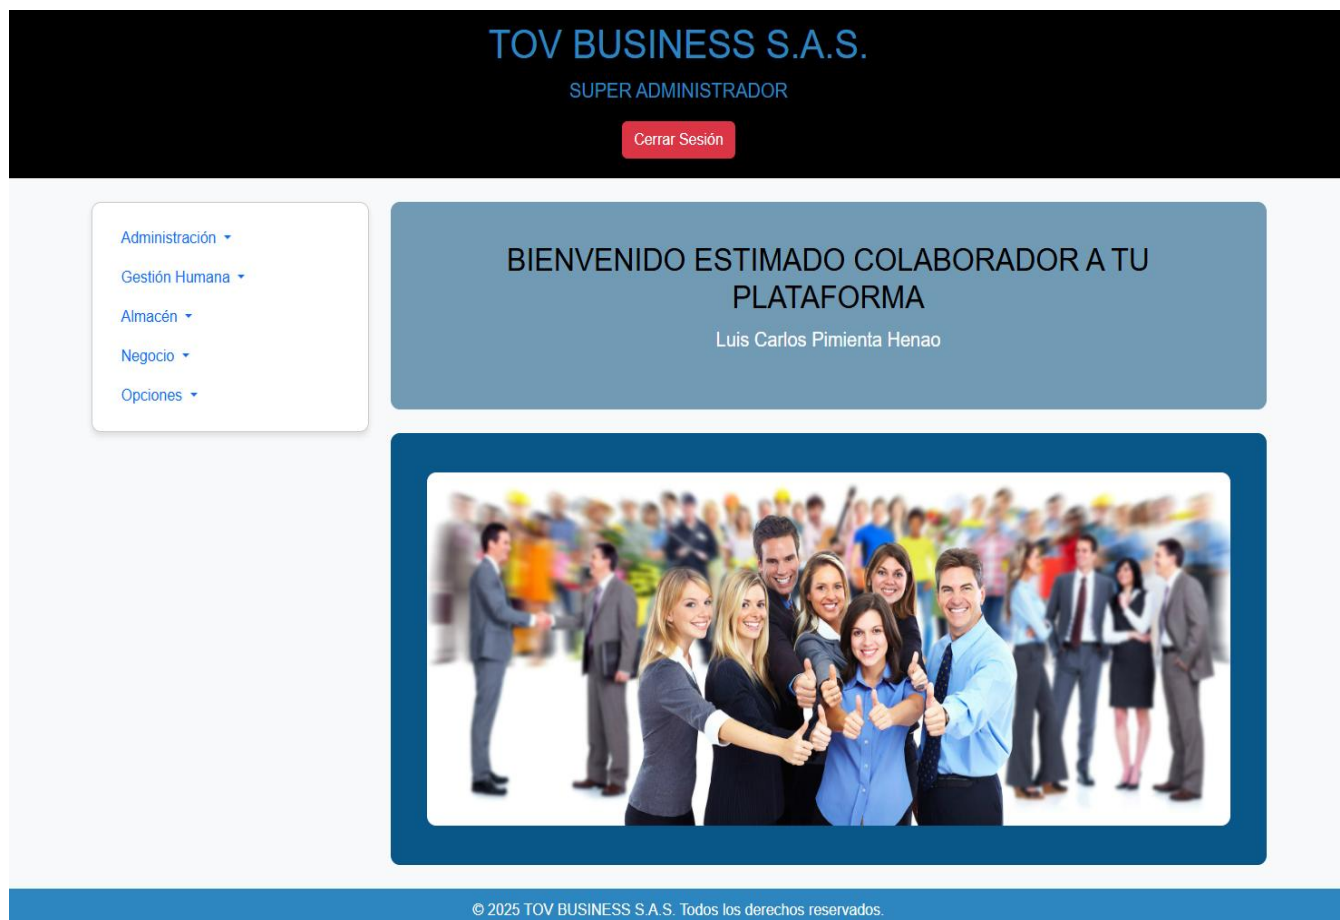 TOV BUSINESS S.A.S.
SUPER ADMINISTRADOR
Cerrar Sesión
Administración
Gestión Humana
Almacén
Negocio
Opciones
BIENVENIDO ESTIMADO COLABORADOR A TU
PLATAFORMA
Luis Carlos Pimienta Henao
© 2025 TOV BUSINESS S.A.S. Todos los derechos reservados.